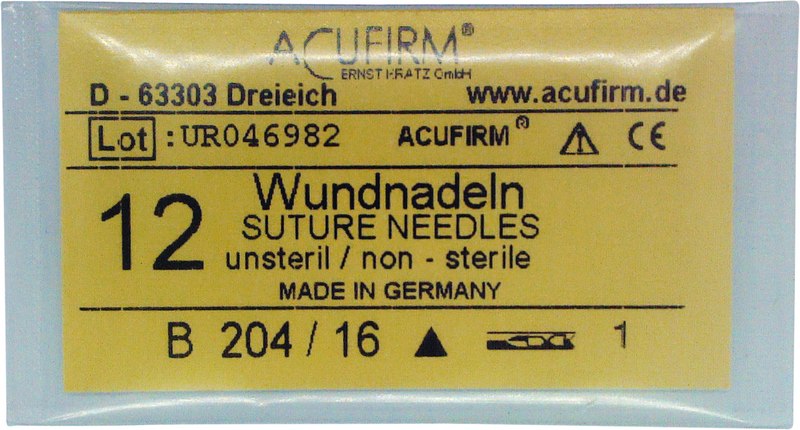 ACUFIRM®
ERNST KRATZ GmbH
D - 63303 Dreieich www.acufirm.de
Lot :UR046982 ACUFIRM® CE
12 Wundnadeln
SUTURE NEEDLES
unsteril / non - sterile
MADE IN GERMANY
B 204 / 16 1